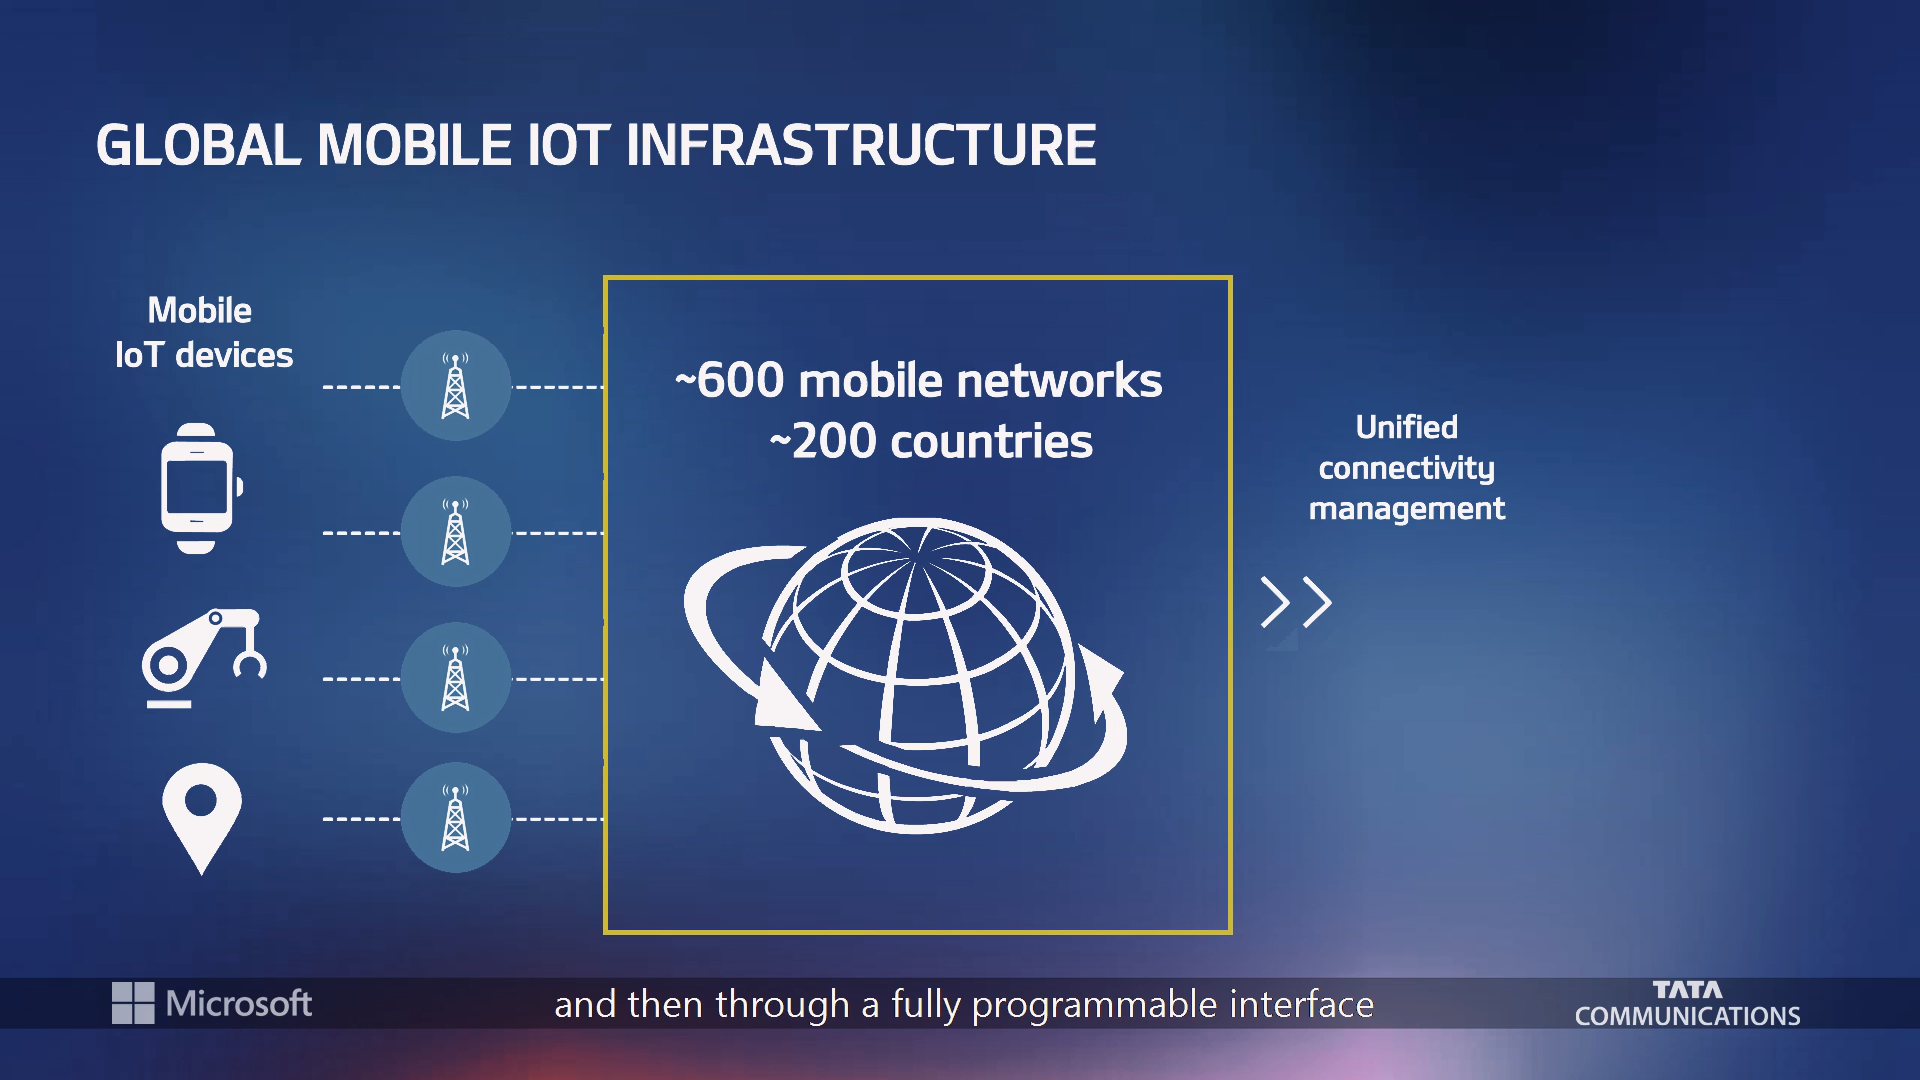 GLOBAL MOBILE IOT INFRASTRUCTURE
Mobile
IoT devices
~600 mobile networks
~200 countries
Unified
connectivity
management
Microsoft
and then through a fully programmable interface
TATA
COMMUNICATIONS